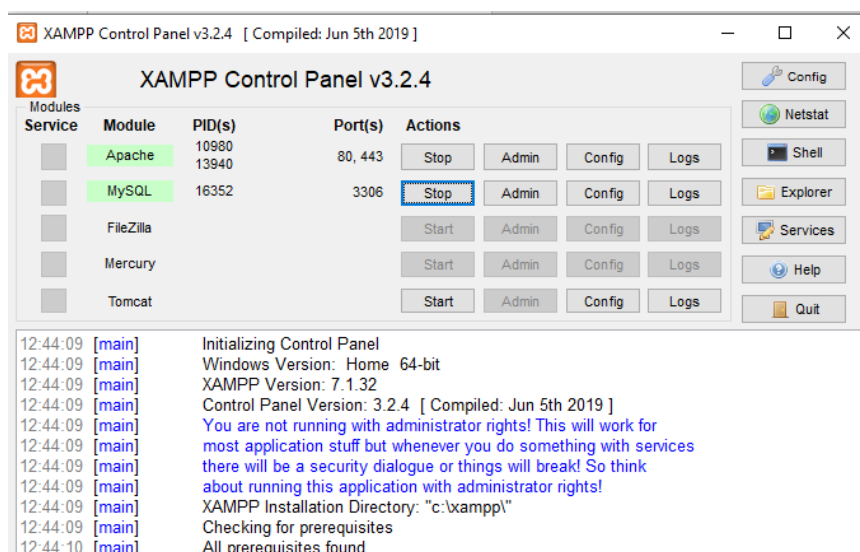 XAMPP Control Panel v3.2.4 [ Compiled: Jun 5th 2019 ]
XAMPP Control Panel v3.2.4
Config
Modules
Service Module PID(s) Port(s) Actions
Netstat
Apache 10980 13940 80, 443 Stop Admin Config Logs
Shell
MySQL 16352 3306 Stop Admin Config Logs
Explorer
FileZilla Start Admin Config Logs
Services
Mercury Start Admin Config Logs
Help
Tomcat Start Admin Config Logs
Quit
12:44:09 [main] Initializing Control Panel
12:44:09 [main] Windows Version: Home 64-bit
12:44:09 [main] XAMPP Version: 7.1.32
12:44:09 [main] Control Panel Version: 3.2.4 [ Compiled: Jun 5th 2019 ]
12:44:09 [main] You are not running with administrator rights! This will work for
12:44:09 [main] most application stuff but whenever you do something with services
12:44:09 [main] there will be a security dialogue or things will break! So think
12:44:09 [main] about running this application with administrator rights!
12:44:09 [main] XAMPP Installation Directory: "c:\xampp\"
12:44:09 [main] Checking for prerequisites
12:44:10 [main] All prerequisites found